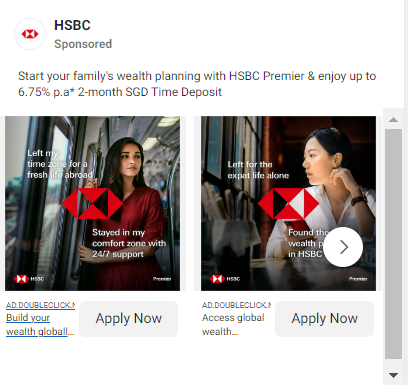 HSBC
Sponsored
Start your family's wealth planning with HSBC Premier & enjoy up to
6.75% p.a* 2-month SGD Time Deposit
Left my
time zone for a
fresh life abroad
Stayed in my
comfort zone with
24/7 support
HSBC
Premier
Left for the
expat life alone
Found the
wealth
in HSBC
HSBC
Premier
AD.DOUBLECLICK.N
Build your
wealth globall...
Apply Now
AD.DOUBLECLICK.N
Access global
wealth...
Apply Now